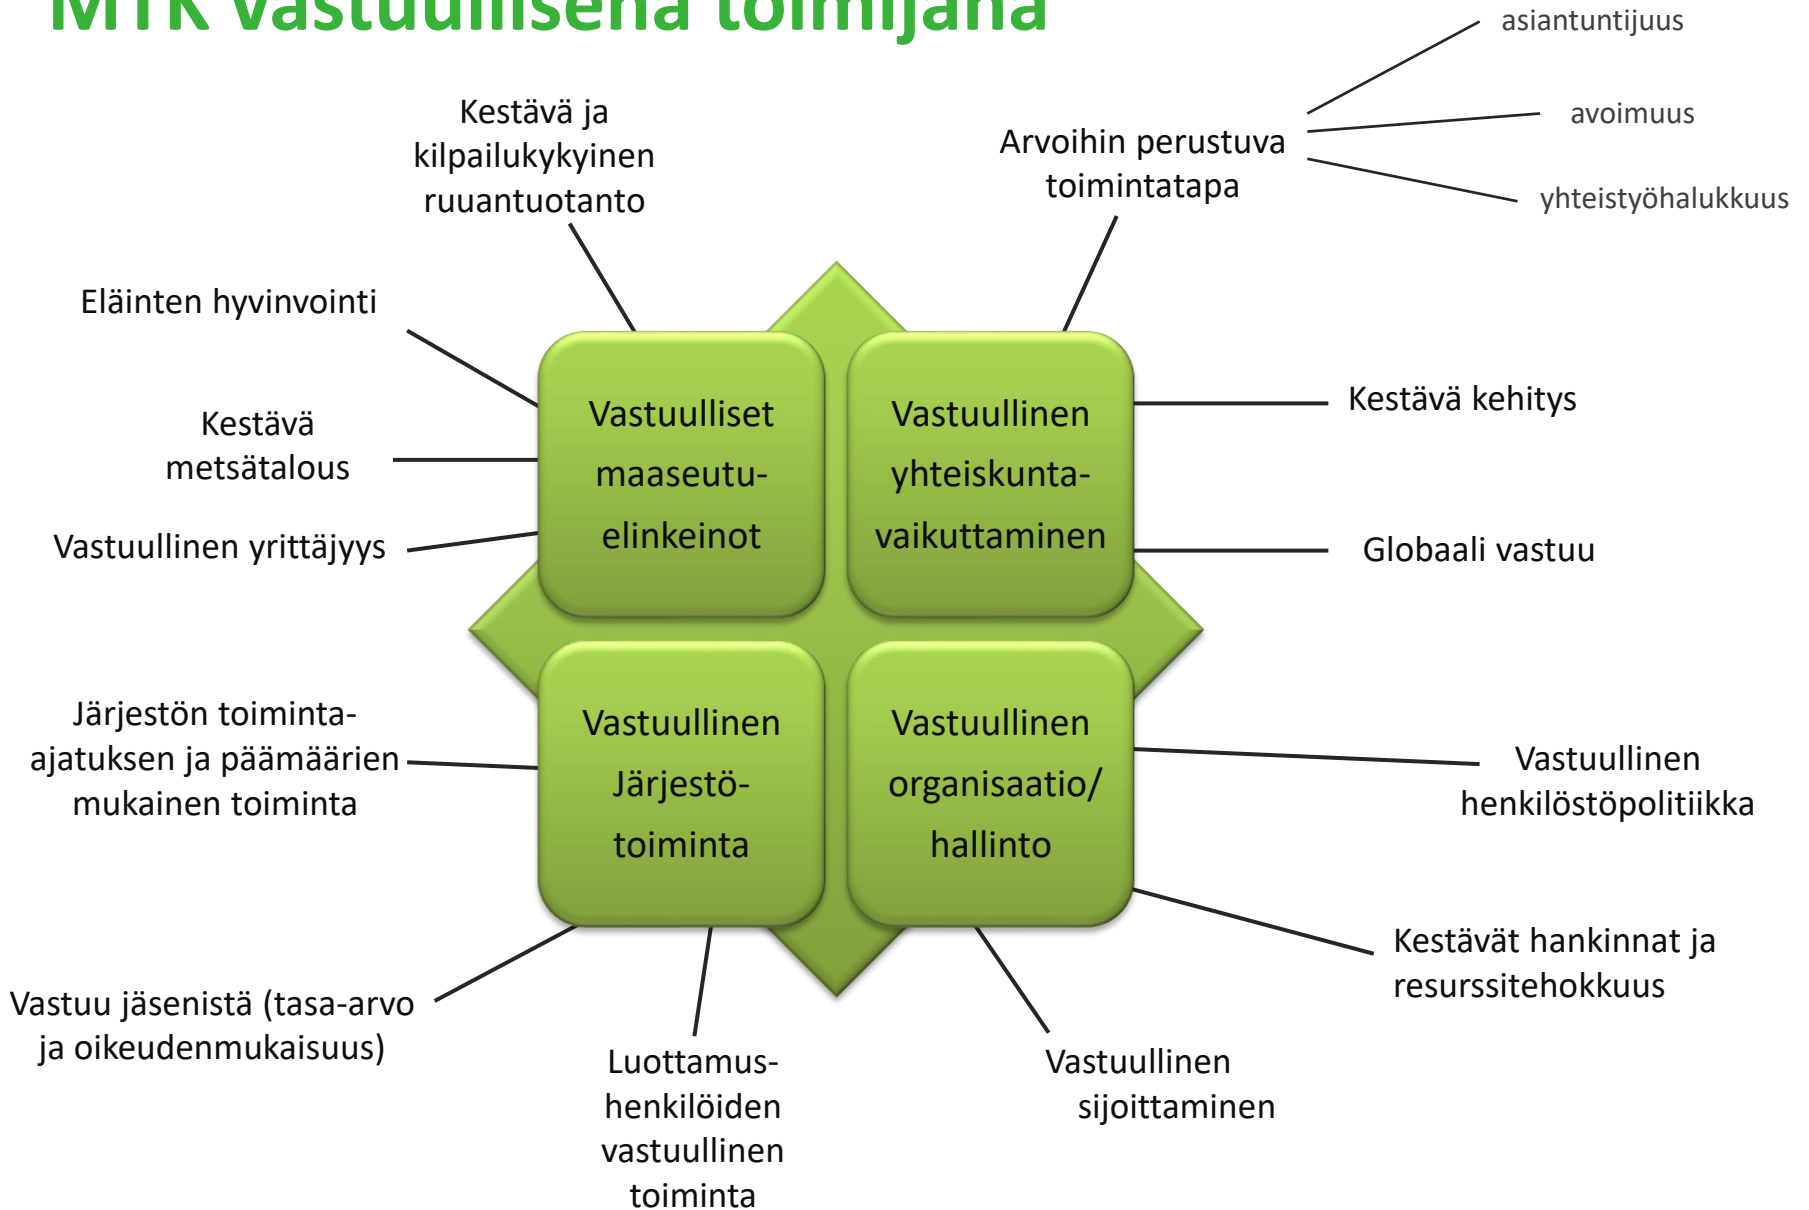 MTK vastuullisena toimijana
asiantuntijuus
avoimuus
yhteistyöhalukkuus
Kestävä ja
kilpailukykyinen
ruuantuotanto
Arvoihin perustuva
toimintatapa
Eläinten hyvinvointi
Kestävä
metsätalous
Vastuullinen yrittäjyys
Vastuulliset
maaseutu-
elinkeinot
Vastuullinen
yhteiskunta-
vaikuttaminen
Kestävä kehitys
Globaali vastuu
Järjestön toiminta-
ajatuksen ja päämäärien
mukainen toiminta
Vastuullinen
Järjestö-
toiminta
Vastuullinen
organisaatio/
hallinto
Vastuullinen
henkilöstöpolitiikka
Kestävät hankinnat ja
resurssitehokkuus
Vastuu jäsenistä (tasa-arvo
ja oikeudenmukaisuus)
Luottamus-
henkilöiden
vastuullinen
toiminta
Vastuullinen
sijoittaminen